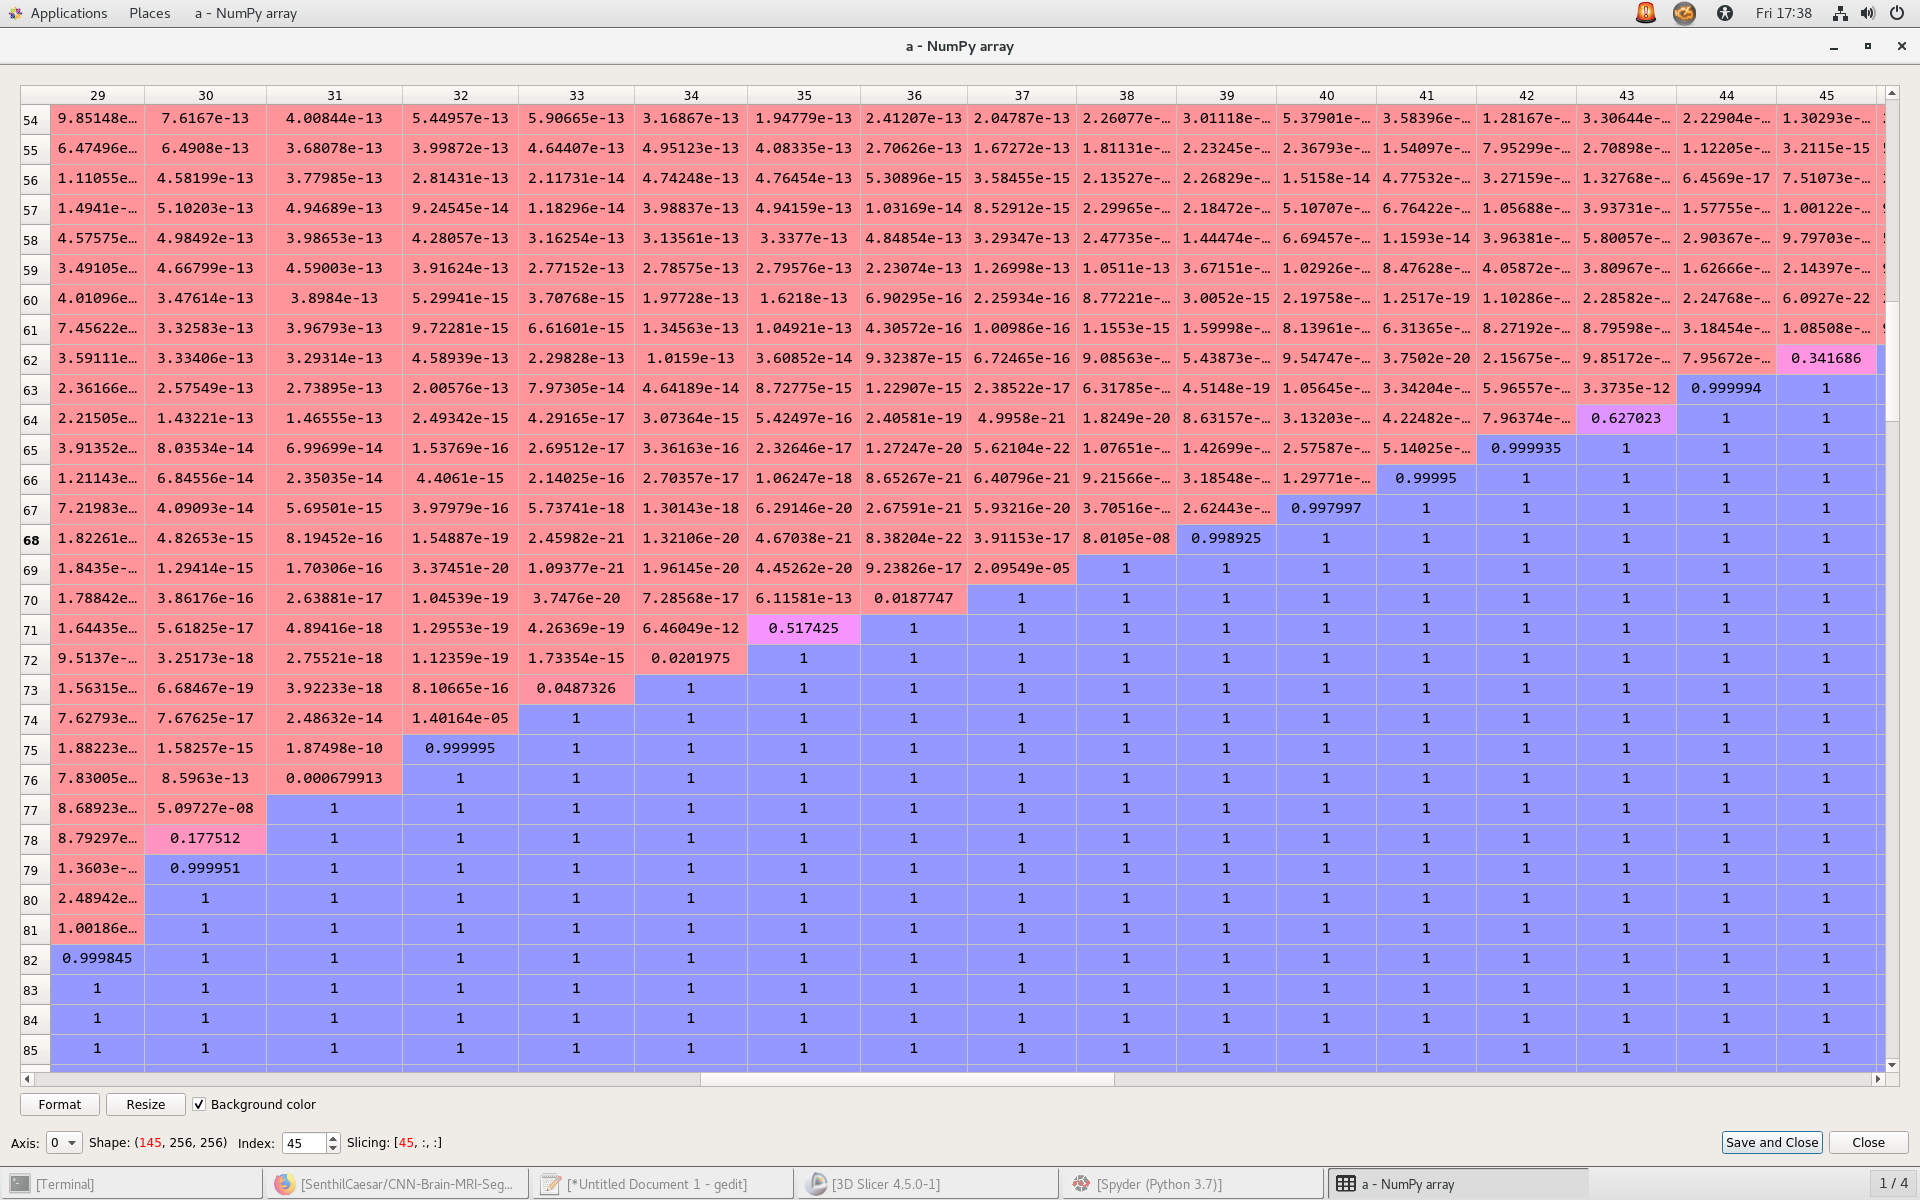 Applications Places a - NumPy array Fri 17:38
a - NumPy array
29 30 31 32 33 34 35 36 37 38 39 40 41 42 43 44 45
54 9.85148e... 7.6167e-13 4.00844e-13 5.44957e-13 5.90665e-13 3.16867e-13 1.94779e-13 2.41207e-13 2.04787e-13 2.26077e-... 3.01118e-... 5.37901e-... 3.58396e-... 1.28167e-... 3.30644e-... 2.22904e-... 1.30293e-...
55 6.47496e... 6.4908e-13 3.68078e-13 3.99872e-13 4.64407e-13 4.95123e-13 4.08335e-13 2.70626e-13 1.67272e-13 1.81131e-... 2.23245e-... 2.36793e-... 1.54097e-... 7.95299e-... 2.70898e-... 1.12205e-... 3.2115e-15
56 1.11055e... 4.58199e-13 3.77985e-13 2.81431e-13 2.11731e-14 4.74248e-13 4.76454e-13 5.30896e-15 3.58455e-15 2.13527e-... 2.26829e-... 1.5158e-14 4.77532e-... 3.27159e-... 1.32768e-... 6.4569e-17 7.51073e-...
57 1.4941e-... 5.10203e-13 4.94689e-13 9.24545e-14 1.18296e-14 3.98837e-13 4.94159e-13 1.03169e-14 8.52912e-15 2.29965e-... 2.18472e-... 5.10707e-... 6.76422e-... 1.05688e-... 3.93731e-... 1.57755e-... 1.00122e-...
58 4.57575e... 4.98492e-13 3.98653e-13 4.28057e-13 3.16254e-13 3.13561e-13 3.3377e-13 4.84854e-13 3.29347e-13 2.47735e-... 1.44474e-... 6.69457e-... 1.1593e-14 3.96381e-... 5.80057e-... 2.90367e-... 9.79703e-...
59 3.49105e... 4.66799e-13 4.59003e-13 3.91624e-13 2.77152e-13 2.78575e-13 2.79576e-13 2.23074e-13 1.26998e-13 1.0511e-13 3.67151e-... 1.02926e-... 8.47628e-... 4.05872e-... 3.80967e-... 1.62666e-... 2.14397e-...
60 4.01096e... 3.47614e-13 3.8984e-13 5.29941e-15 3.70768e-15 1.97728e-13 1.6218e-13 6.90295e-16 2.25934e-16 8.77221e-... 3.0052e-15 2.19758e-... 1.2517e-19 1.10286e-... 2.28582e-... 2.24768e-... 6.0927e-22
61 7.45622e... 3.32583e-13 3.96793e-13 9.72281e-15 6.61601e-15 1.34563e-13 1.04921e-13 4.30572e-16 1.00986e-16 1.1553e-15 1.59998e-... 8.13961e-... 6.31365e-... 8.27192e-... 8.79598e-... 3.18454e-... 1.08508e-...
62 3.59111e... 3.33406e-13 3.29314e-13 4.58939e-13 2.29828e-13 1.0159e-13 3.60852e-14 9.32387e-15 6.72465e-16 9.08563e-... 5.43873e-... 9.54747e-... 3.7502e-20 2.15675e-... 9.85172e-... 7.95672e-... 0.341686
63 2.36166e... 2.57549e-13 2.73895e-13 2.00576e-13 7.97305e-14 4.64189e-14 8.72775e-15 1.22907e-15 2.38522e-17 6.31785e-... 4.5148e-19 1.05645e-... 3.34204e-... 5.96557e-... 3.3735e-12 0.999994 1
64 2.21505e... 1.43221e-13 1.46555e-13 2.49342e-15 4.29165e-17 3.07364e-15 5.42497e-16 2.40581e-19 4.9958e-21 1.8249e-20 8.63157e-... 3.13203e-... 4.22482e-... 7.96374e-... 0.627023 1 1
65 3.91352e... 8.03534e-14 6.99699e-14 1.53769e-16 2.69512e-17 3.36163e-16 2.32646e-17 1.27247e-20 5.62104e-22 1.07651e-... 1.42699e-... 2.57587e-... 5.14025e-... 0.999935 1 1 1
66 1.21143e... 6.84556e-14 2.35035e-14 4.4061e-15 2.14025e-16 2.70357e-17 1.06247e-18 8.65267e-21 6.40796e-21 9.21566e-... 3.18548e-... 1.29771e-... 0.99995 1 1 1 1
67 7.21983e... 4.09093e-14 5.69501e-15 3.97979e-16 5.73741e-18 1.30143e-18 6.29146e-20 2.67591e-21 5.93216e-20 3.70516e-... 2.62443e-... 0.997997 1 1 1 1 1
68 1.82261e... 4.82653e-15 8.19452e-16 1.54887e-19 2.45982e-21 1.32106e-20 4.67038e-21 8.38204e-22 3.91153e-17 8.0105e-08 0.998925 1 1 1 1 1 1
69 1.8435e-... 1.29414e-15 1.70306e-16 3.37451e-20 1.09377e-21 1.96145e-20 4.45262e-20 9.23826e-17 2.09549e-05 1 1 1 1 1 1 1 1
70 1.78842e... 3.86176e-16 2.63881e-17 1.04539e-19 3.7476e-20 7.28568e-17 6.11581e-13 0.0187747 1 1 1 1 1 1 1 1 1
71 1.64435e... 5.61825e-17 4.89416e-18 1.29553e-19 4.26369e-19 6.46049e-12 0.517425 1 1 1 1 1 1 1 1 1 1
72 9.5137e-... 3.25173e-18 2.75521e-18 1.12359e-19 1.73354e-15 0.0201975 1 1 1 1 1 1 1 1 1 1 1
73 1.56315e... 6.68467e-19 3.92233e-18 8.10665e-16 0.0487326 1 1 1 1 1 1 1 1 1 1 1 1
74 7.62793e... 7.67625e-17 2.48632e-14 1.40164e-05 1 1 1 1 1 1 1 1 1 1 1 1 1
75 1.88223e... 1.58257e-15 1.87498e-10 0.999995 1 1 1 1 1 1 1 1 1 1 1 1 1
76 7.83005e... 8.5963e-13 0.000679913 1 1 1 1 1 1 1 1 1 1 1 1 1 1
77 8.68923e... 5.09727e-08 1 1 1 1 1 1 1 1 1 1 1 1 1 1 1
78 8.79297e... 0.177512 1 1 1 1 1 1 1 1 1 1 1 1 1 1 1
79 1.3603e-... 0.999951 1 1 1 1 1 1 1 1 1 1 1 1 1 1 1
80 2.48942e... 1 1 1 1 1 1 1 1 1 1 1 1 1 1 1 1
81 1.00186e... 1 1 1 1 1 1 1 1 1 1 1 1 1 1 1 1
82 0.999845 1 1 1 1 1 1 1 1 1 1 1 1 1 1 1 1
83 1 1 1 1 1 1 1 1 1 1 1 1 1 1 1 1 1
84 1 1 1 1 1 1 1 1 1 1 1 1 1 1 1 1 1
85 1 1 1 1 1 1 1 1 1 1 1 1 1 1 1 1 1
Format Resize Background color
Axis: 0 Shape: (145, 256, 256) Index: 45 Slicing: [45, :, :] Save and Close Close
[Terminal] [SenthilCaesar/CNN-Brain-MRI-Seg... [*Untitled Document 1 - gedit] [3D Slicer 4.5.0-1] [Spyder (Python 3.7)] a - NumPy array 1 / 4